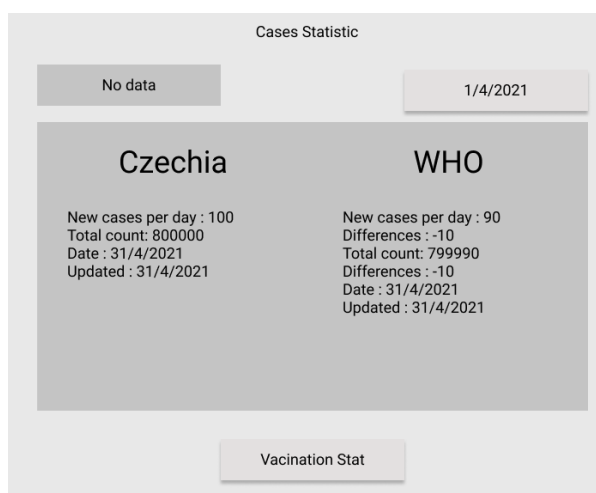 Cases Statistic
No data
1/4/2021
Czechia
New cases per day : 100
Total count: 800000
Date : 31/4/2021
Updated : 31/4/2021
WHO
New cases per day : 90
Differences : -10
Total count: 799990
Differences : -10
Date : 31/4/2021
Updated : 31/4/2021
Vacination Stat